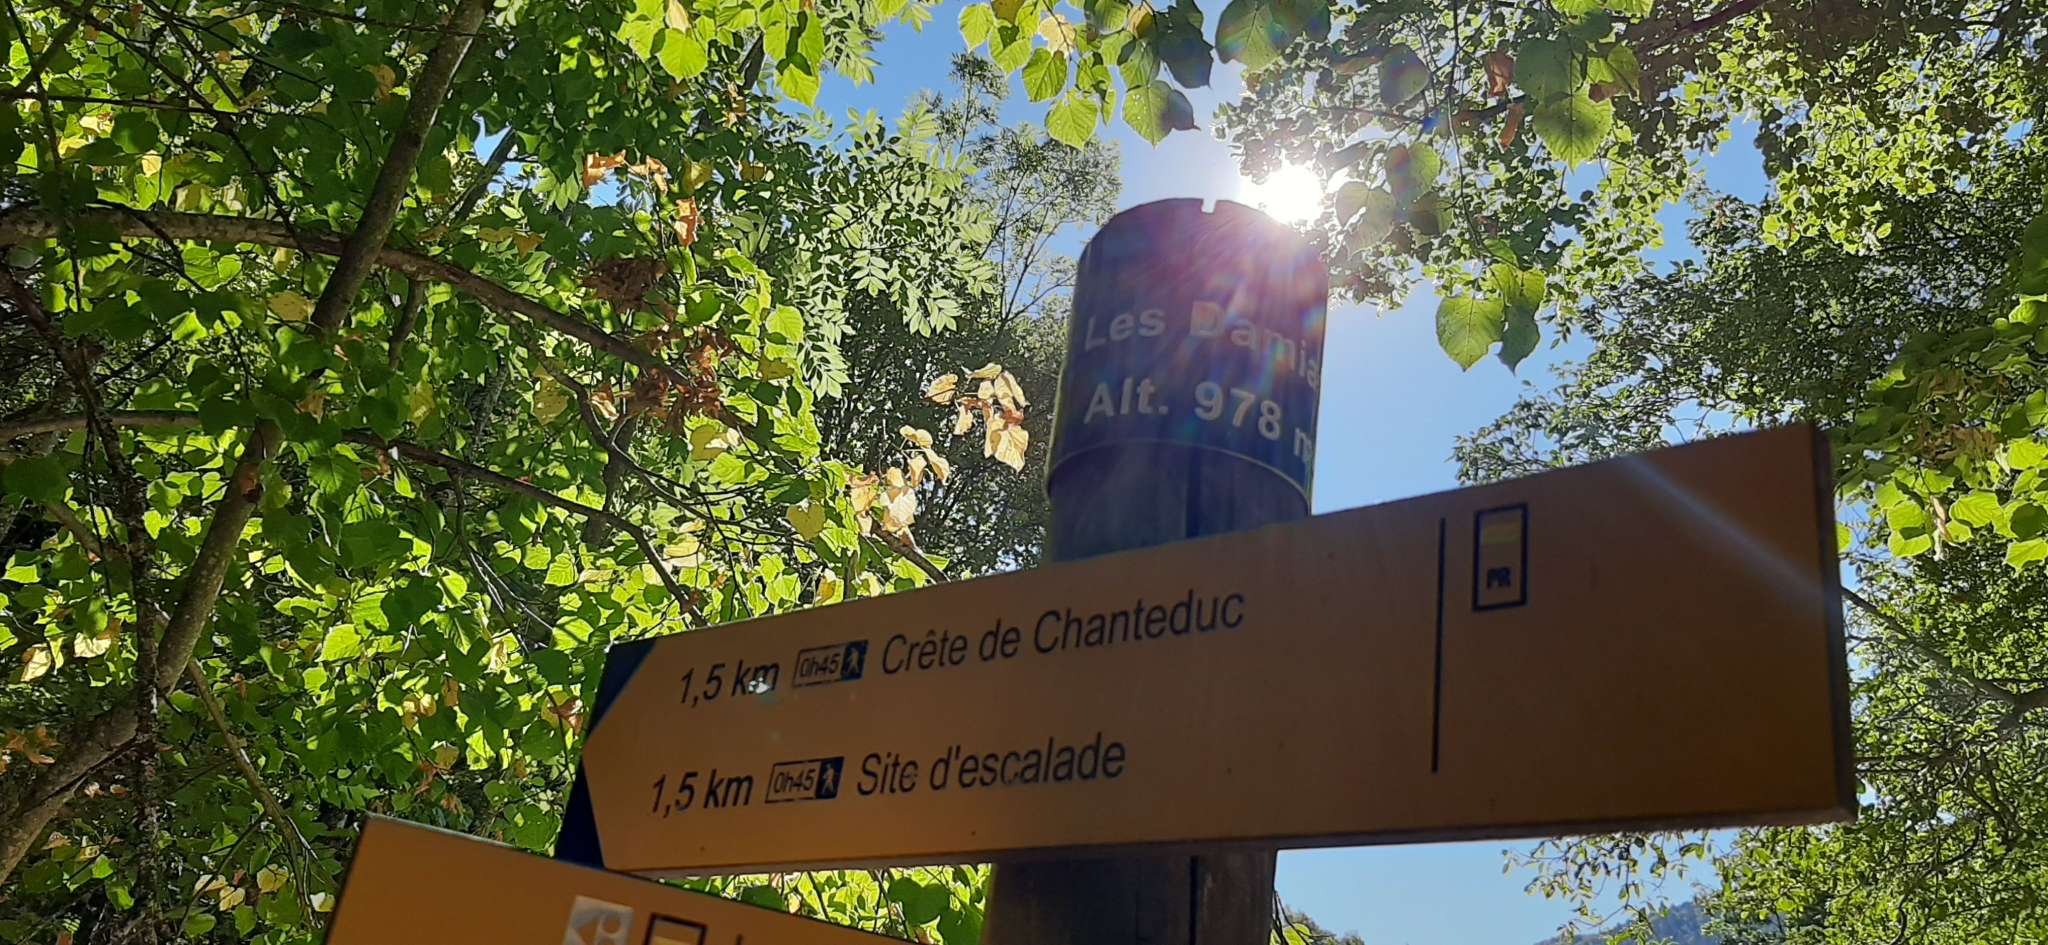 Les Damia
Alt. 978 m
1,5 km 0h45 Crête de Chanteduc
PR
1,5 km 0h45 Site d'escalade